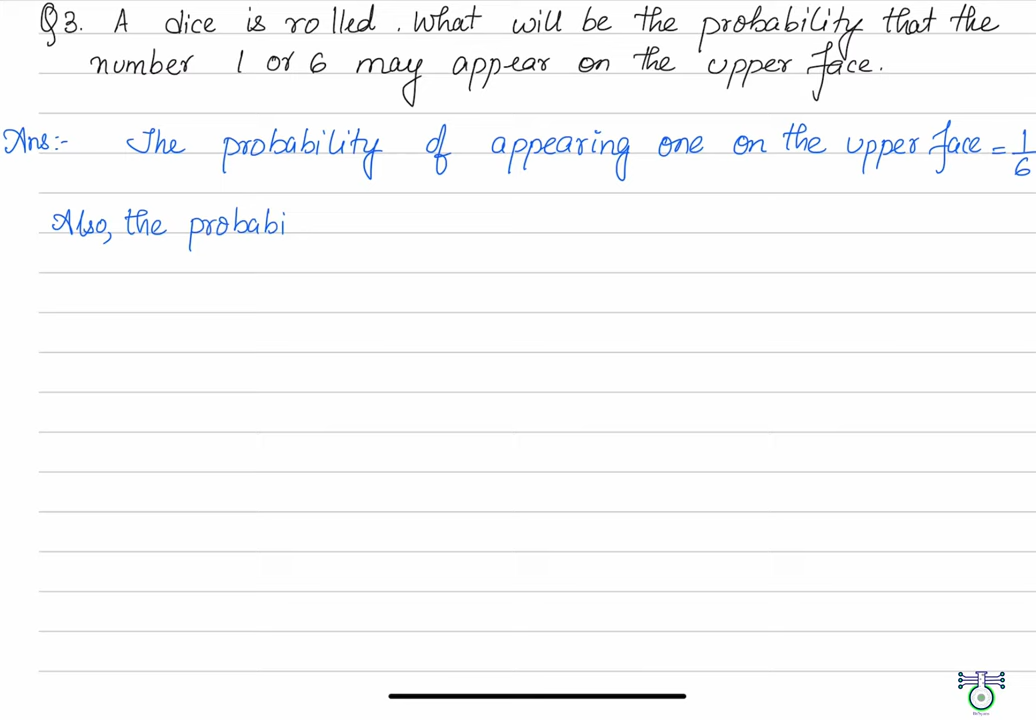 Q3. A dice is rolled. What will be the probability that the
number 1 or 6 may appear on the upper face.
Ans:- The probability of appearing one on the upper face = 1/6
Also, the probabi